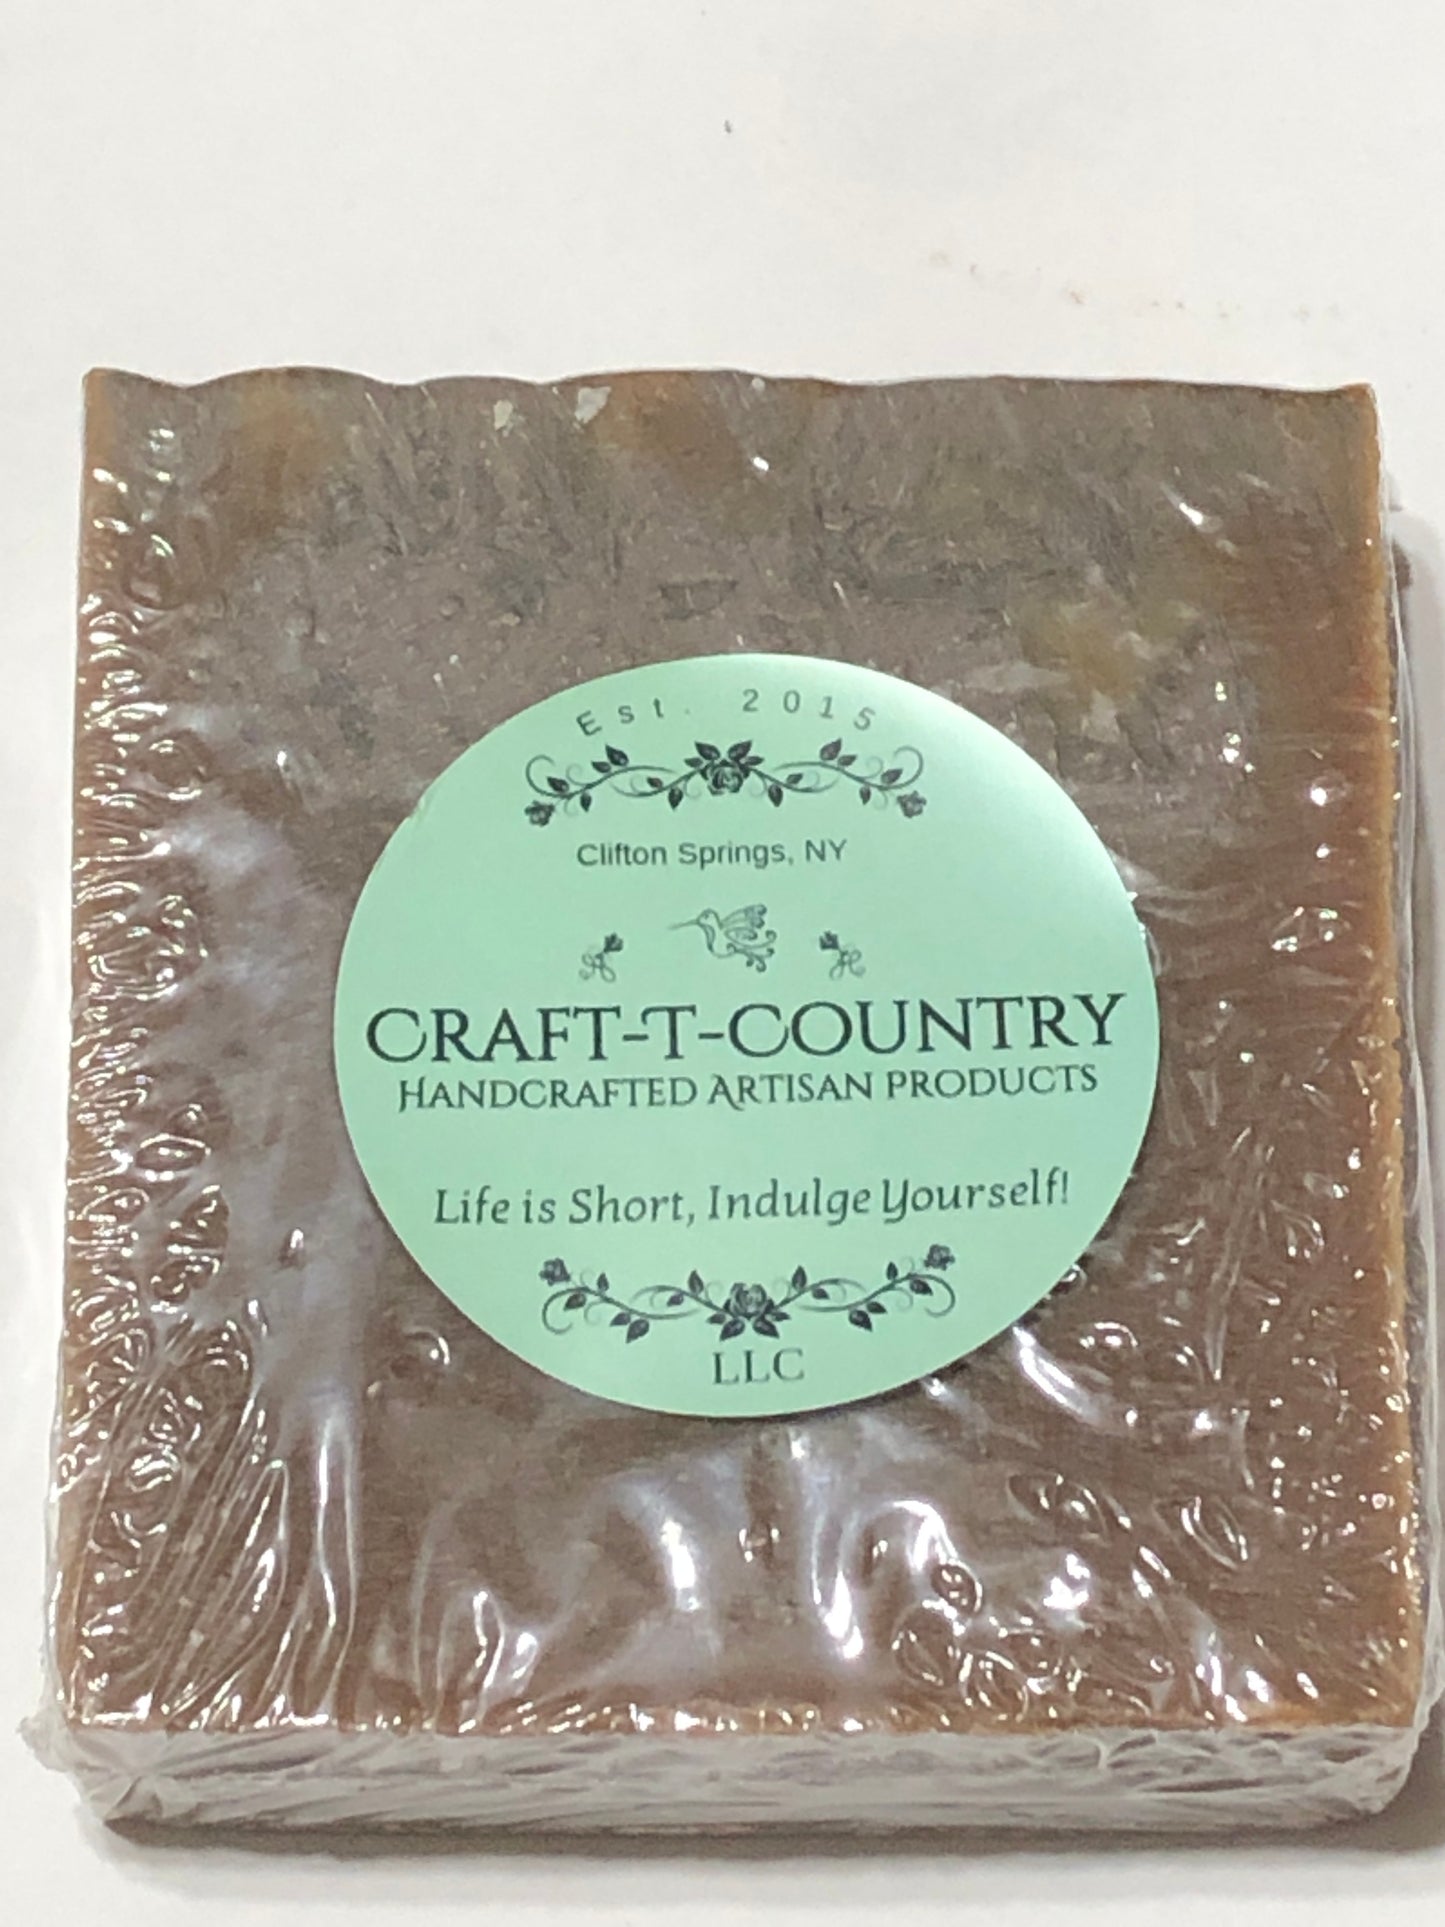 Est. 2015
Clifton Springs, NY
CRAFT-T-COUNTRY
HANDCRAFTED ARTISAN PRODUCTS
Life is Short, Indulge Yourself!
LLC